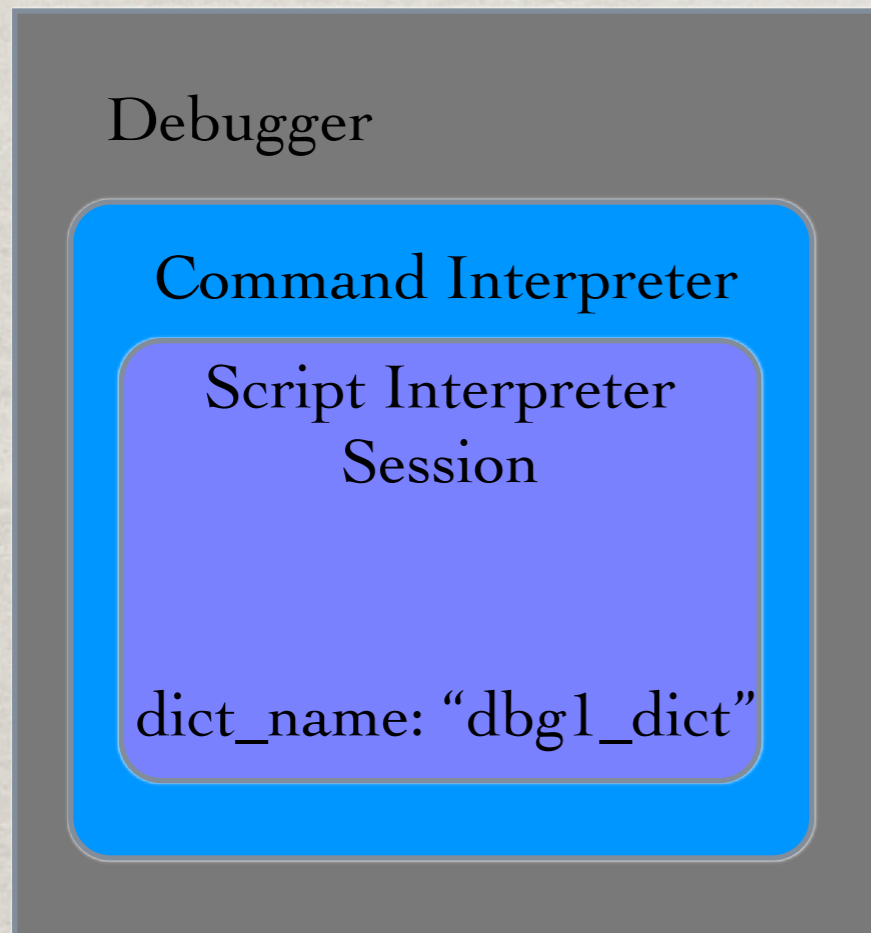 Debugger
Command Interpreter
Script Interpreter
Session
dict_name: “dbg1_dict”